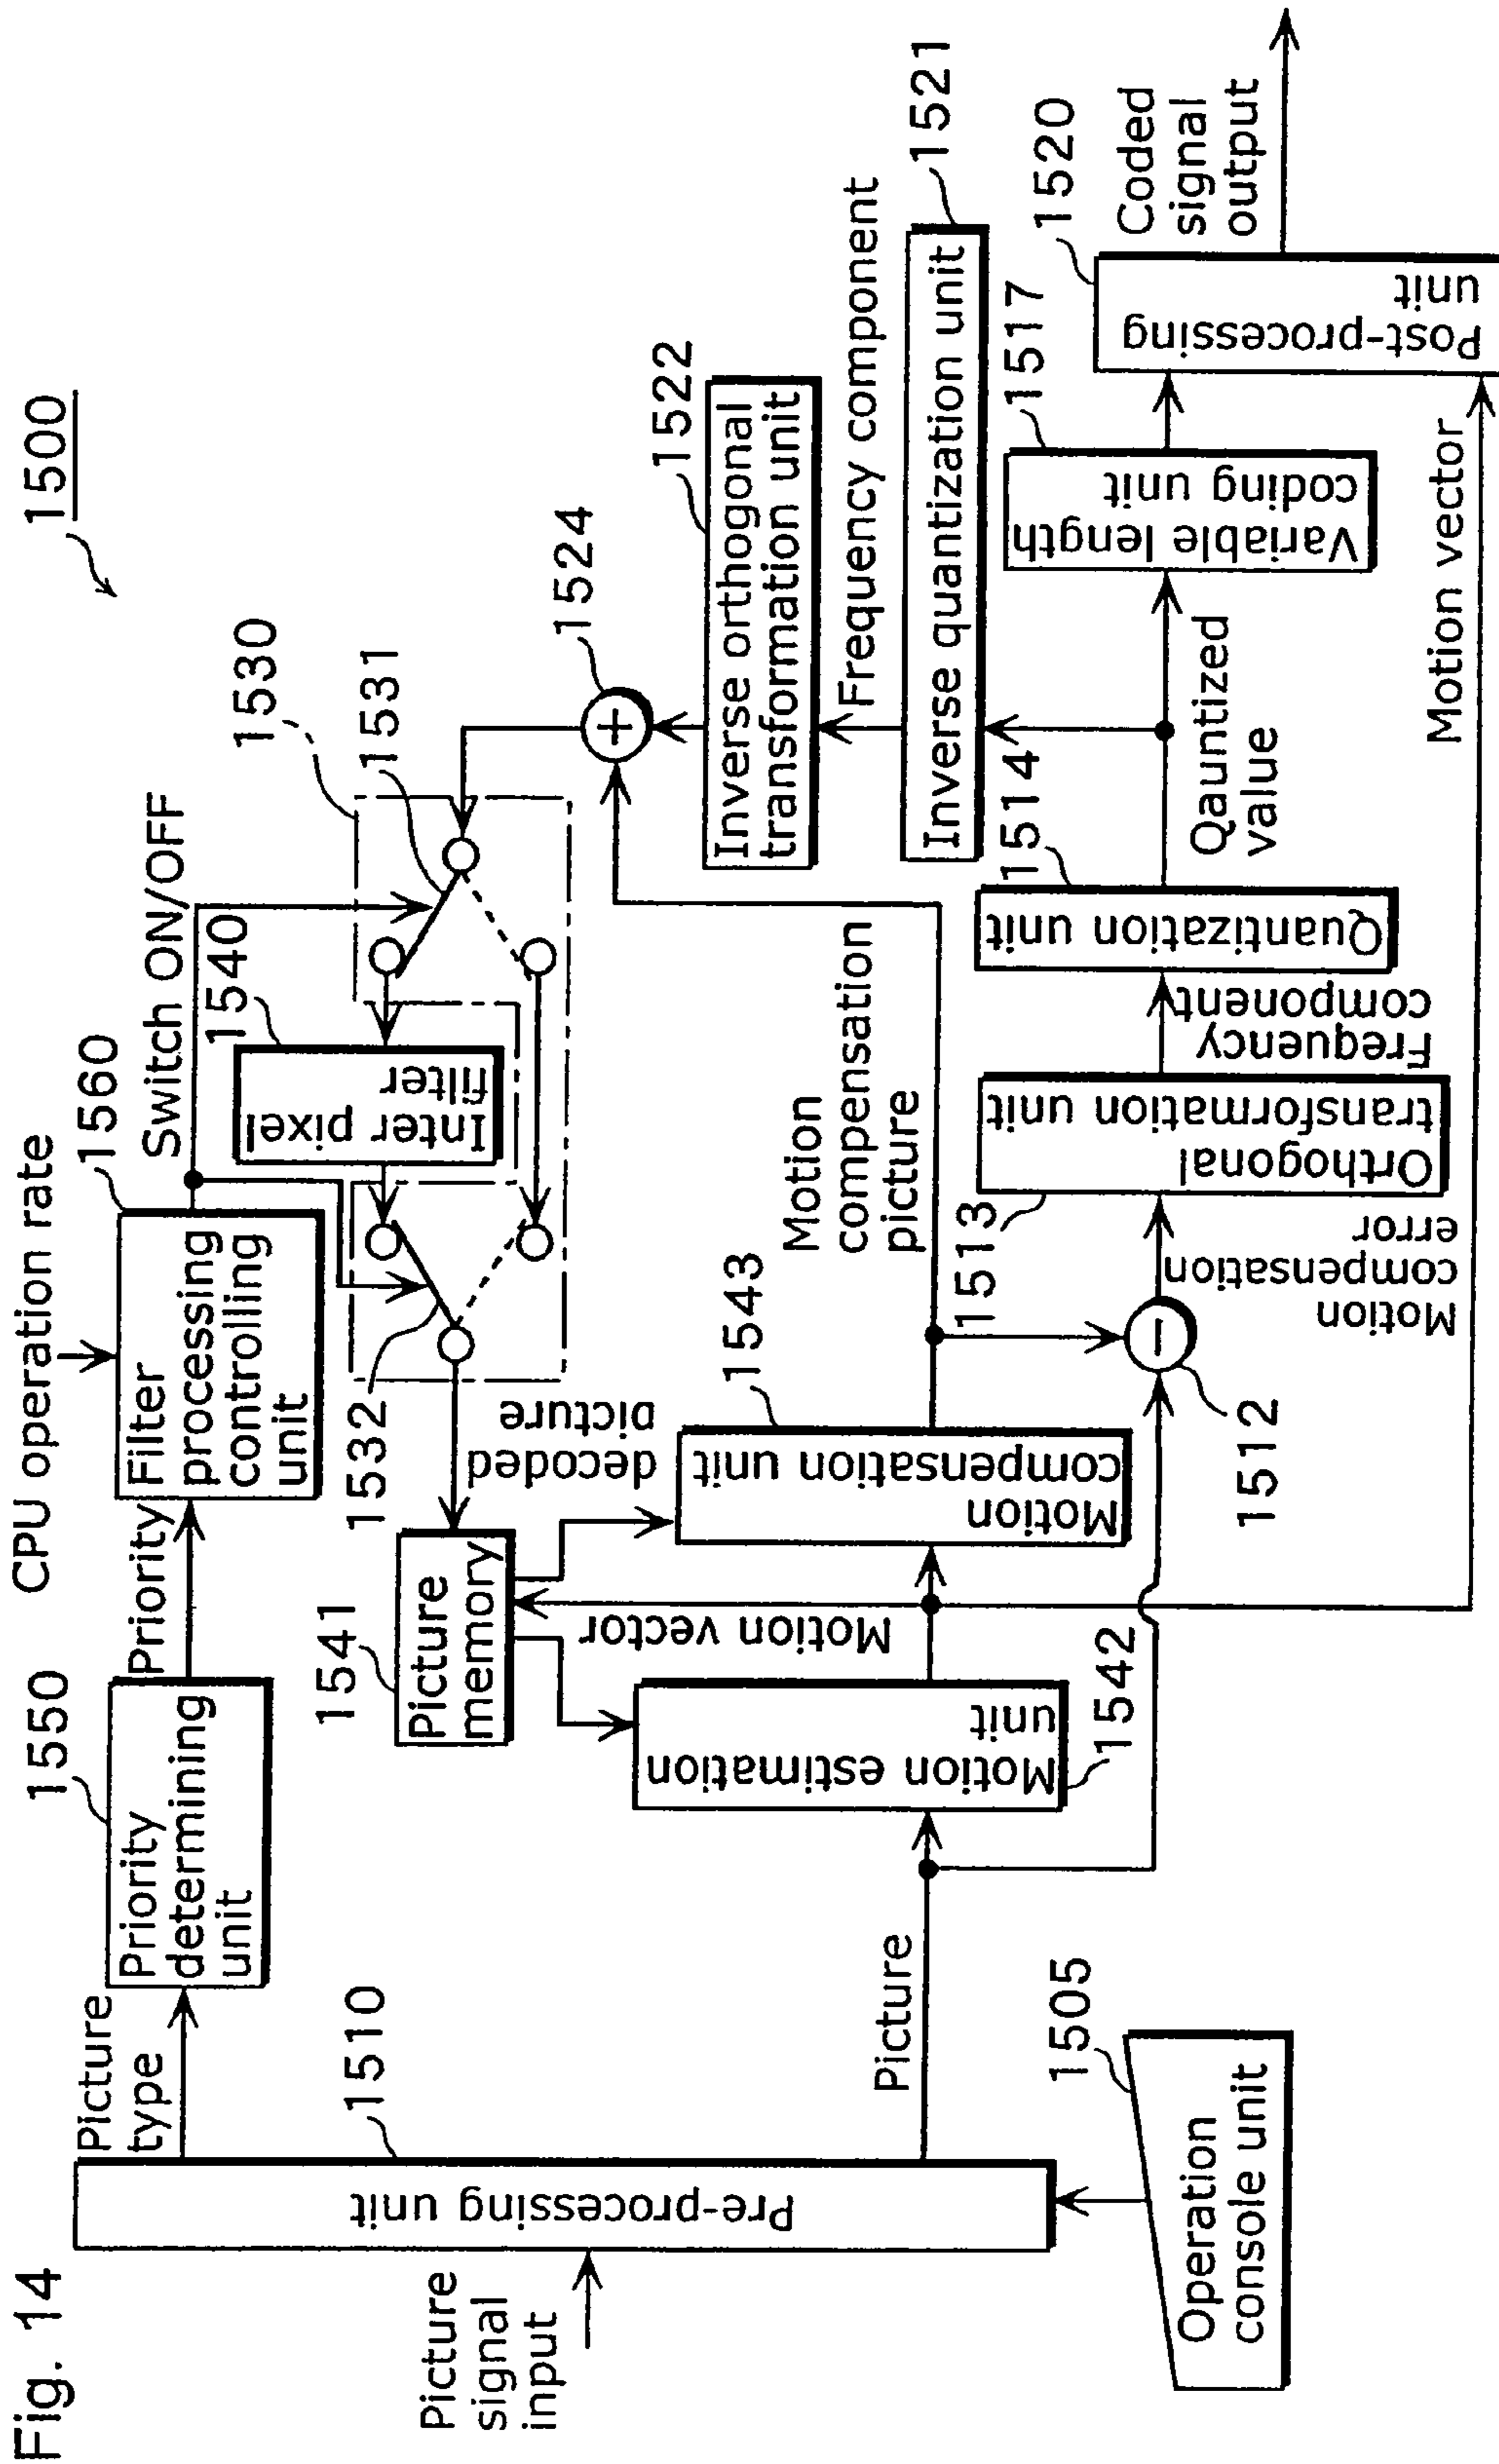 Fig. 14
1500
CPU operation rate
Picture
type
1550
Priority
determining
unit
Priority
1560
Filter
processing
controlling
unit
Switch ON/OFF
1530
1531
1540
Inter pixel
filter
1532
1524
1510
Pre-processing unit
Picture
signal
input
1541
Picture
memory
decoded
picture
1522
Inverse orthogonal
transformation unit
Frequency component
1521
Inverse quantization unit
Motion vector
Motion estimation
unit
1542
1543
Motion
compensation unit
Motion
compensation
picture
Picture
1505
Operation
console unit
1512
Motion
compensation
error
1513
Orthogonal
transformation unit
Frequency
component
1514
Quantization unit
Qauntized
value
1517
Variable length
coding unit
1520
Post-processing
unit
Coded
signal
output
Motion vector